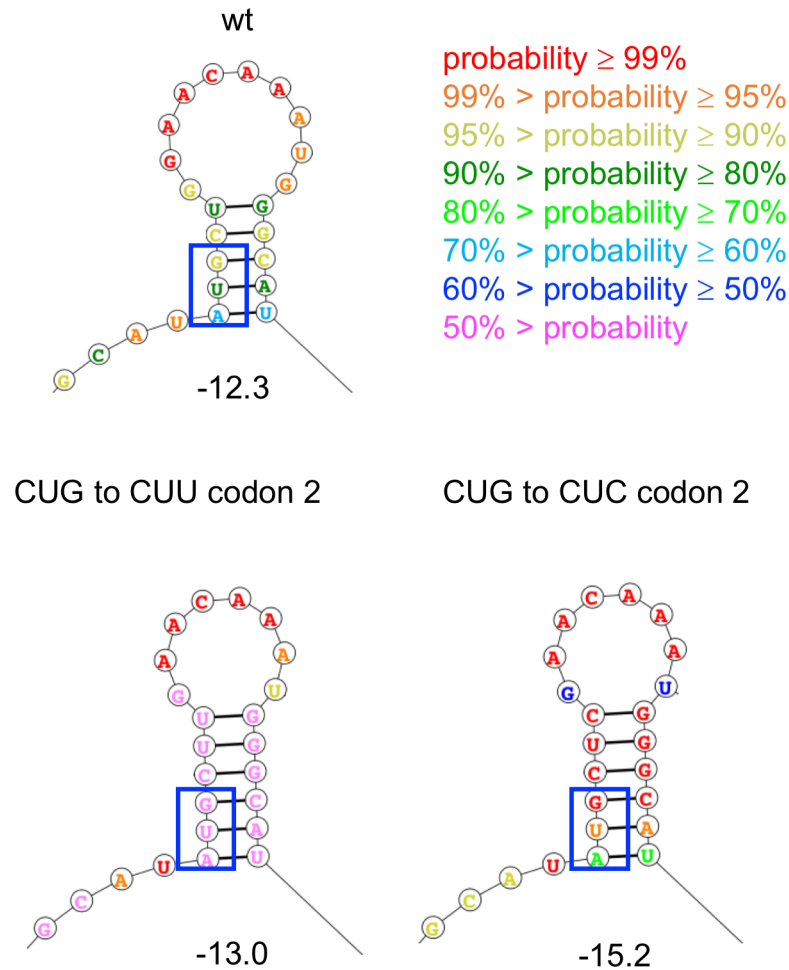 wt
G C A U A U G C U G G A A C A A A U G G G C A U
-12.3
probability ≥ 99%
99% > probability ≥ 95%
95% > probability ≥ 90%
90% > probability ≥ 80%
80% > probability ≥ 70%
70% > probability ≥ 60%
60% > probability ≥ 50%
50% > probability
CUG to CUU codon 2
G C A U A U G C U U G A A C A A A U G G G C A U
-13.0
CUG to CUC codon 2
G C A U A U G C U C G A A C A A A U G G G C A U
-15.2